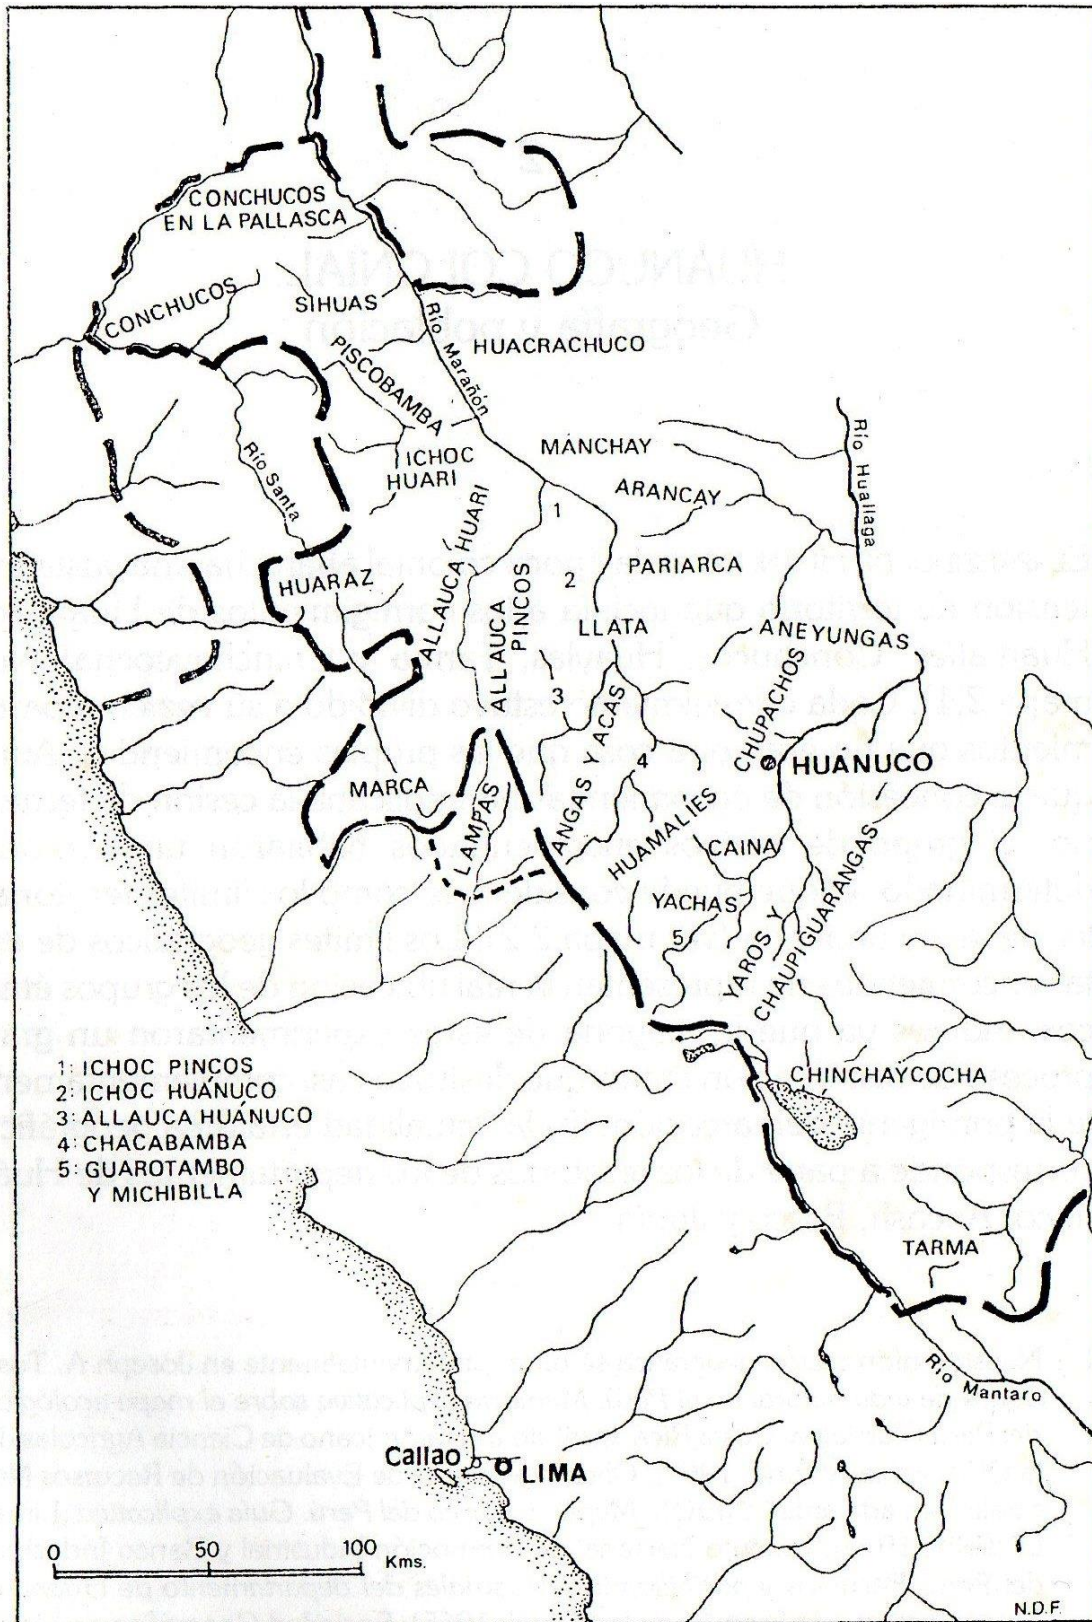 CONCHUCOS
EN LA PALLASCA
CONCHUCOS
SIHUAS
Río Marañón
HUACRACHUCO
PISCOBAMBA
Río Santa
ICHOC
HUARI
MANCHAY
ARANCAY
Río Huallaga
1
HUARAZ
ALLAUCA HUARI
ALLAUCA
PINCOS
2
PARIARCA
LLATA
ANEYUNGAS
3
CHUPACHOS
HUÁNUCO
MARCA
LAMPAS
ANGAS YACAS
4
HUAMALIES
CAINA
YACHAS
5
YAROS Y
CHAUPIGUARANGAS
CHINCHAYCOCHA
1: ICHOC PINCOS
2: ICHOC HUÁNUCO
3: ALLAUCA HUÁNUCO
4: CHACABAMBA
5: GUAROTAMBO
Y MICHIBILLA
TARMA
Río Mantaro
Callao
LIMA
0 50 100
Kms.
N.D.F.